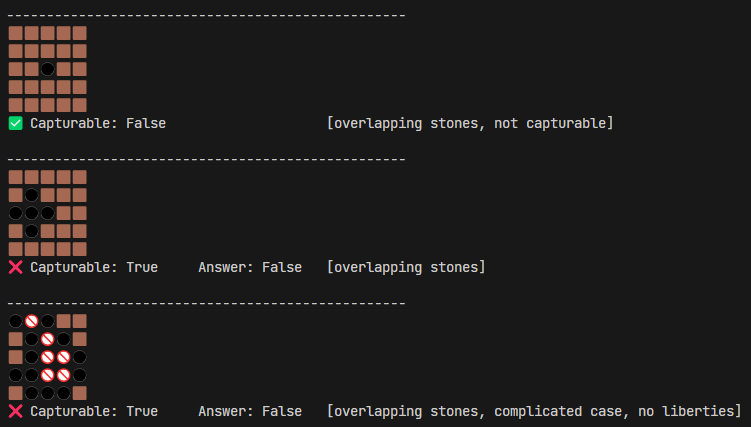 --------------------------------------------------
✅ Capturable: False [overlapping stones, not capturable]
--------------------------------------------------
❌ Capturable: True Answer: False [overlapping stones]
--------------------------------------------------
❌ Capturable: True Answer: False [overlapping stones, complicated case, no liberties]